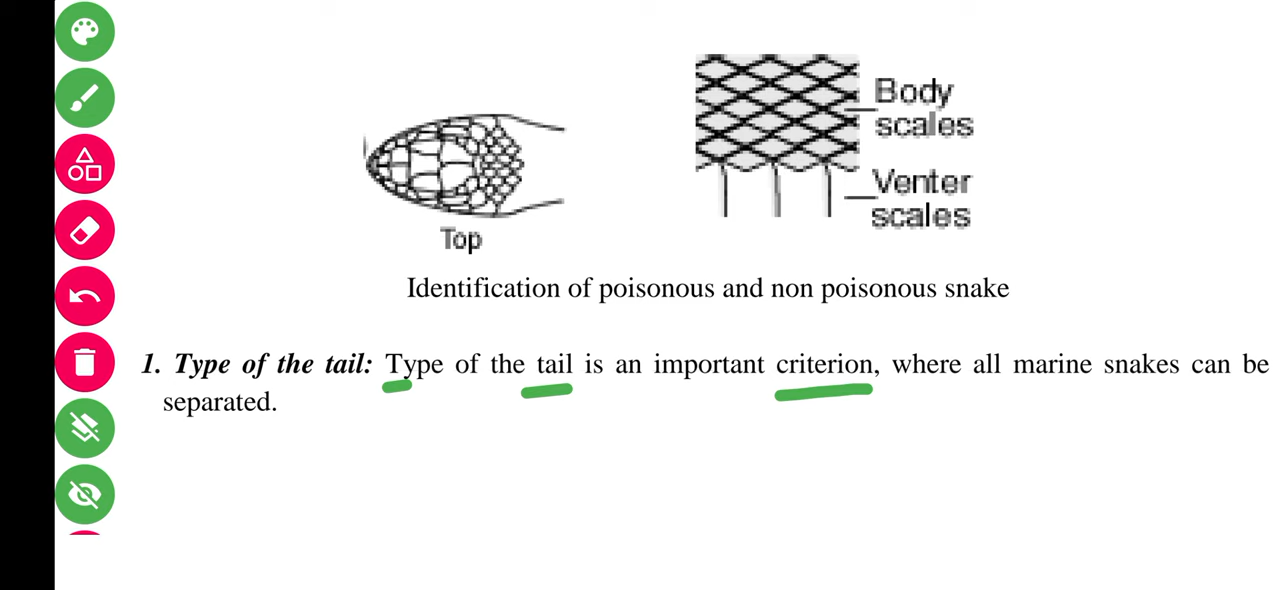 Body
scales
Venter
scales
Top
Identification of poisonous and non poisonous snake
1. Type of the tail: Type of the tail is an important criterion, where all marine snakes can be
separated.